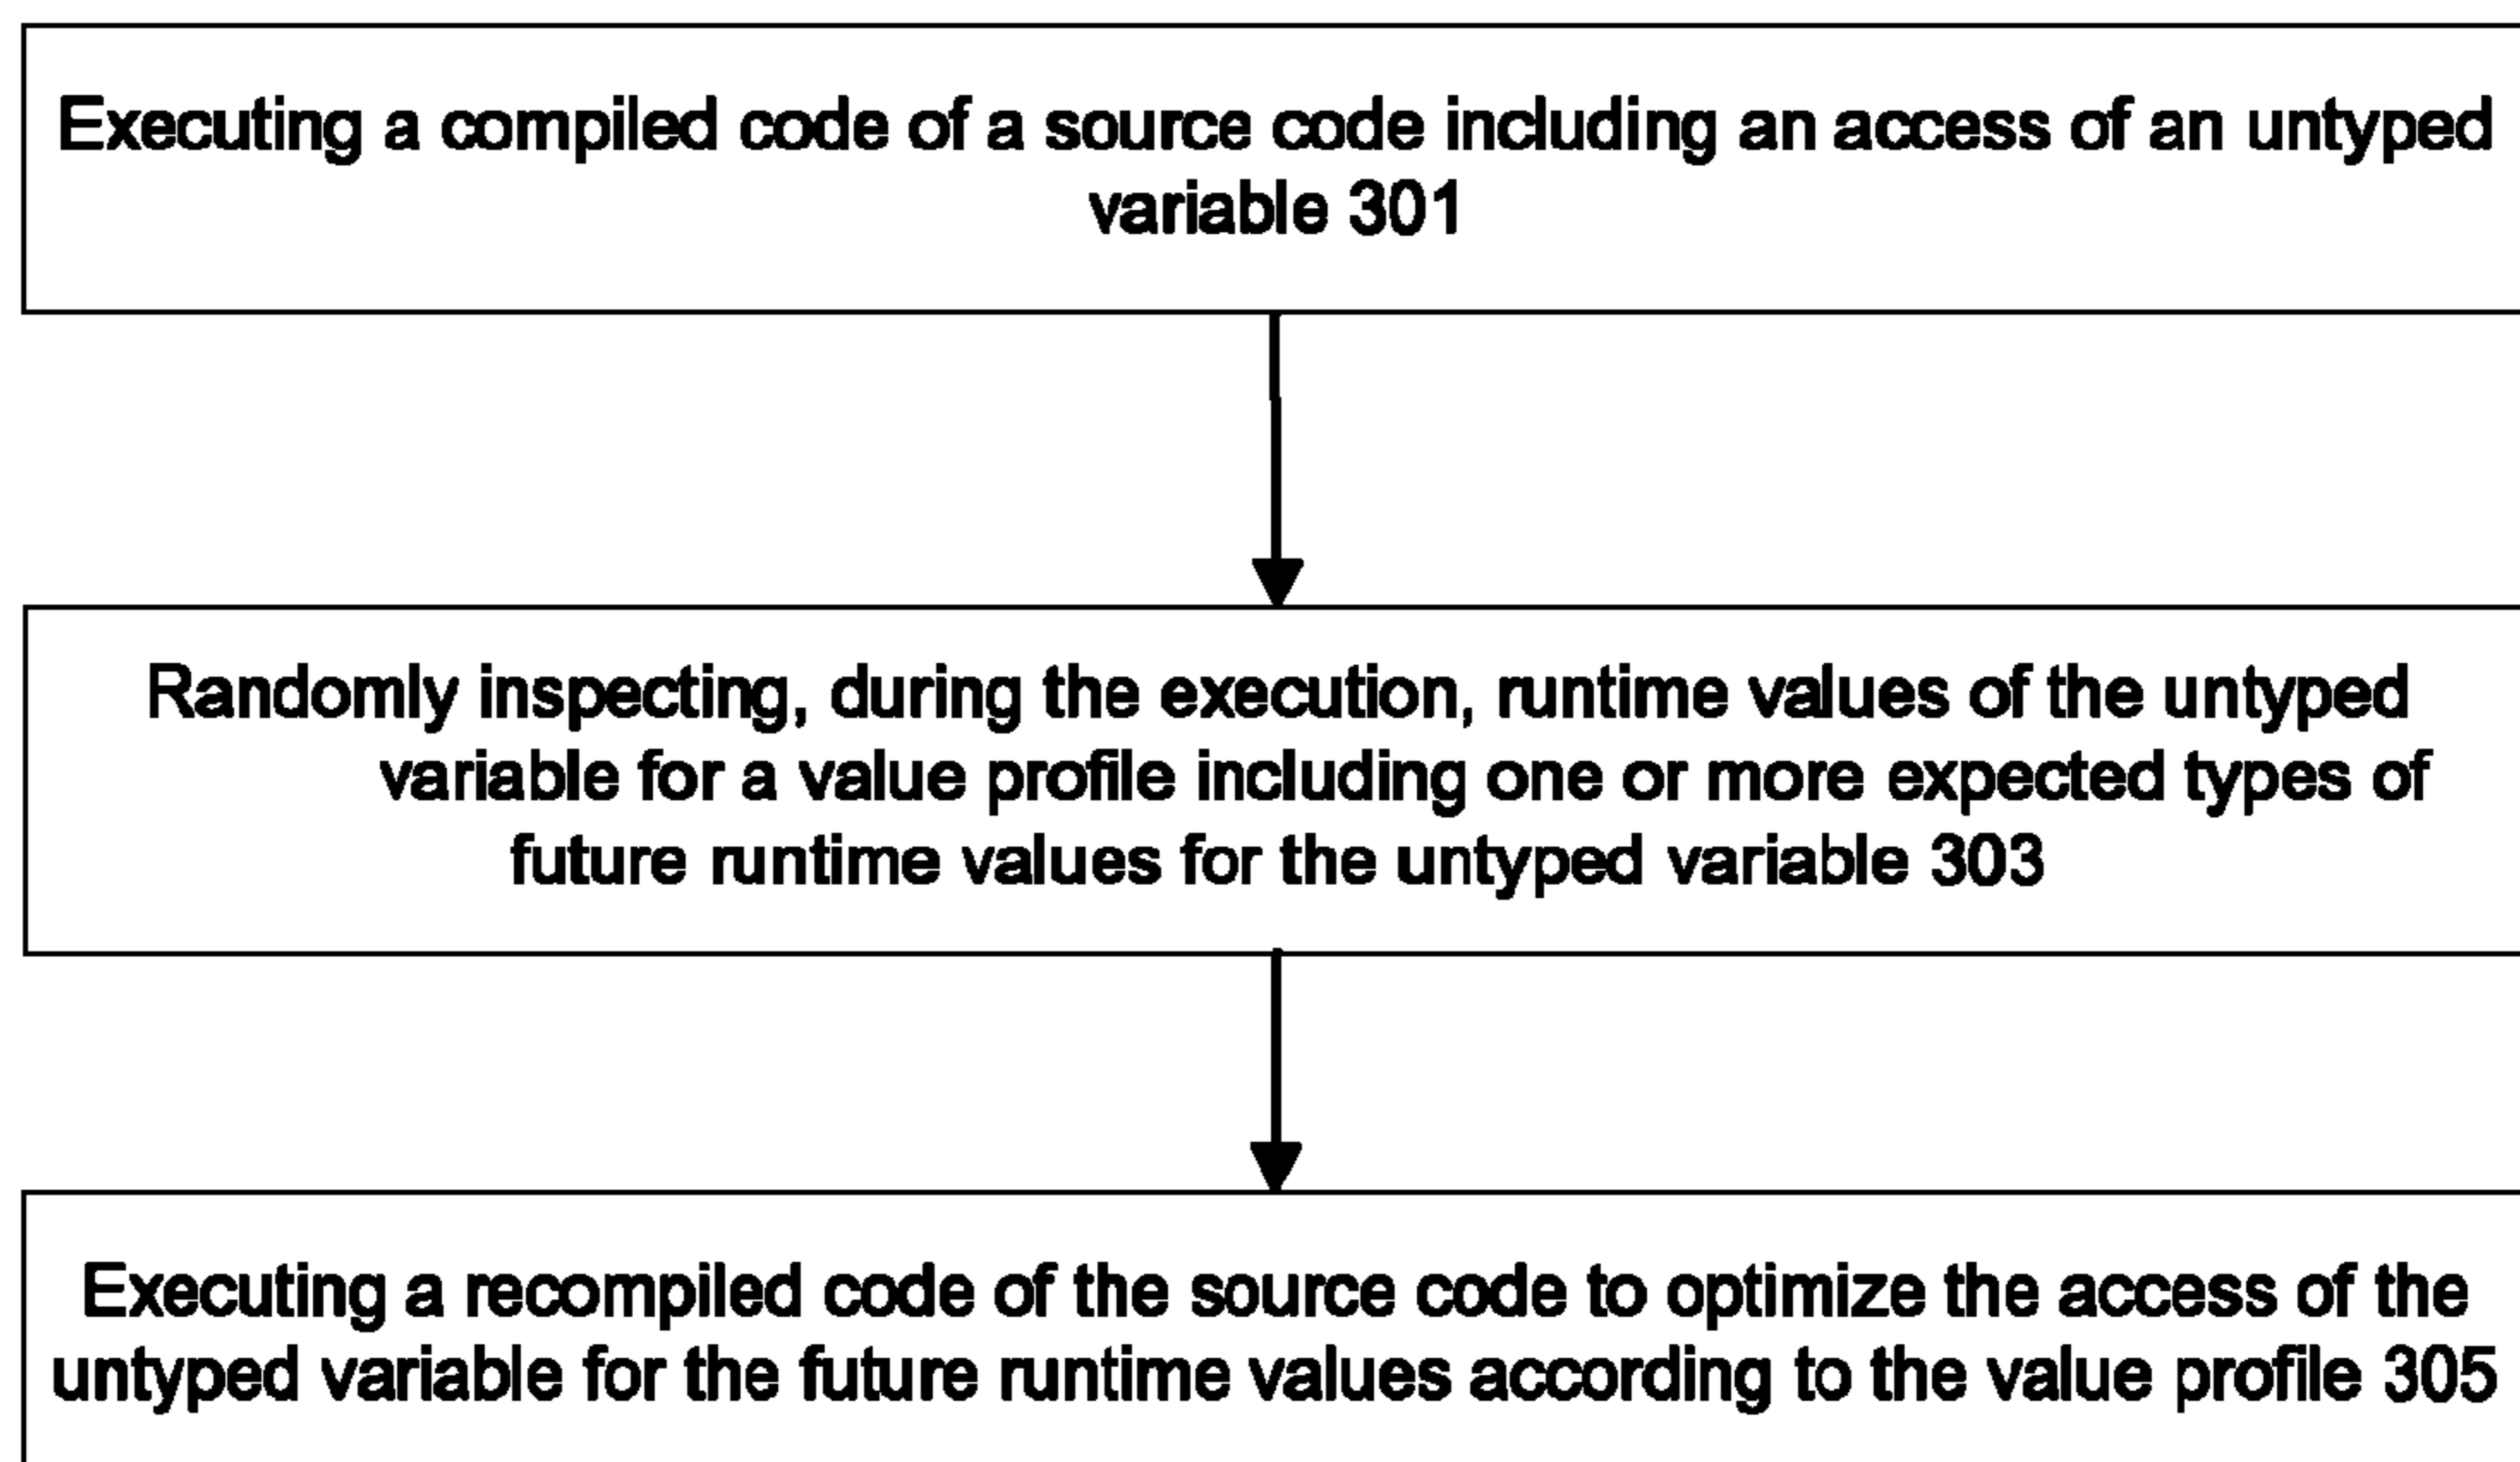 Executing a compiled code of a source code including an access of an untyped
variable 301
Randomly inspecting, during the execution, runtime values of the untyped
variable for a value profile including one or more expected types of
future runtime values for the untyped variable 303
Executing a recompiled code of the source code to optimize the access of the
untyped variable for the future runtime values according to the value profile 305